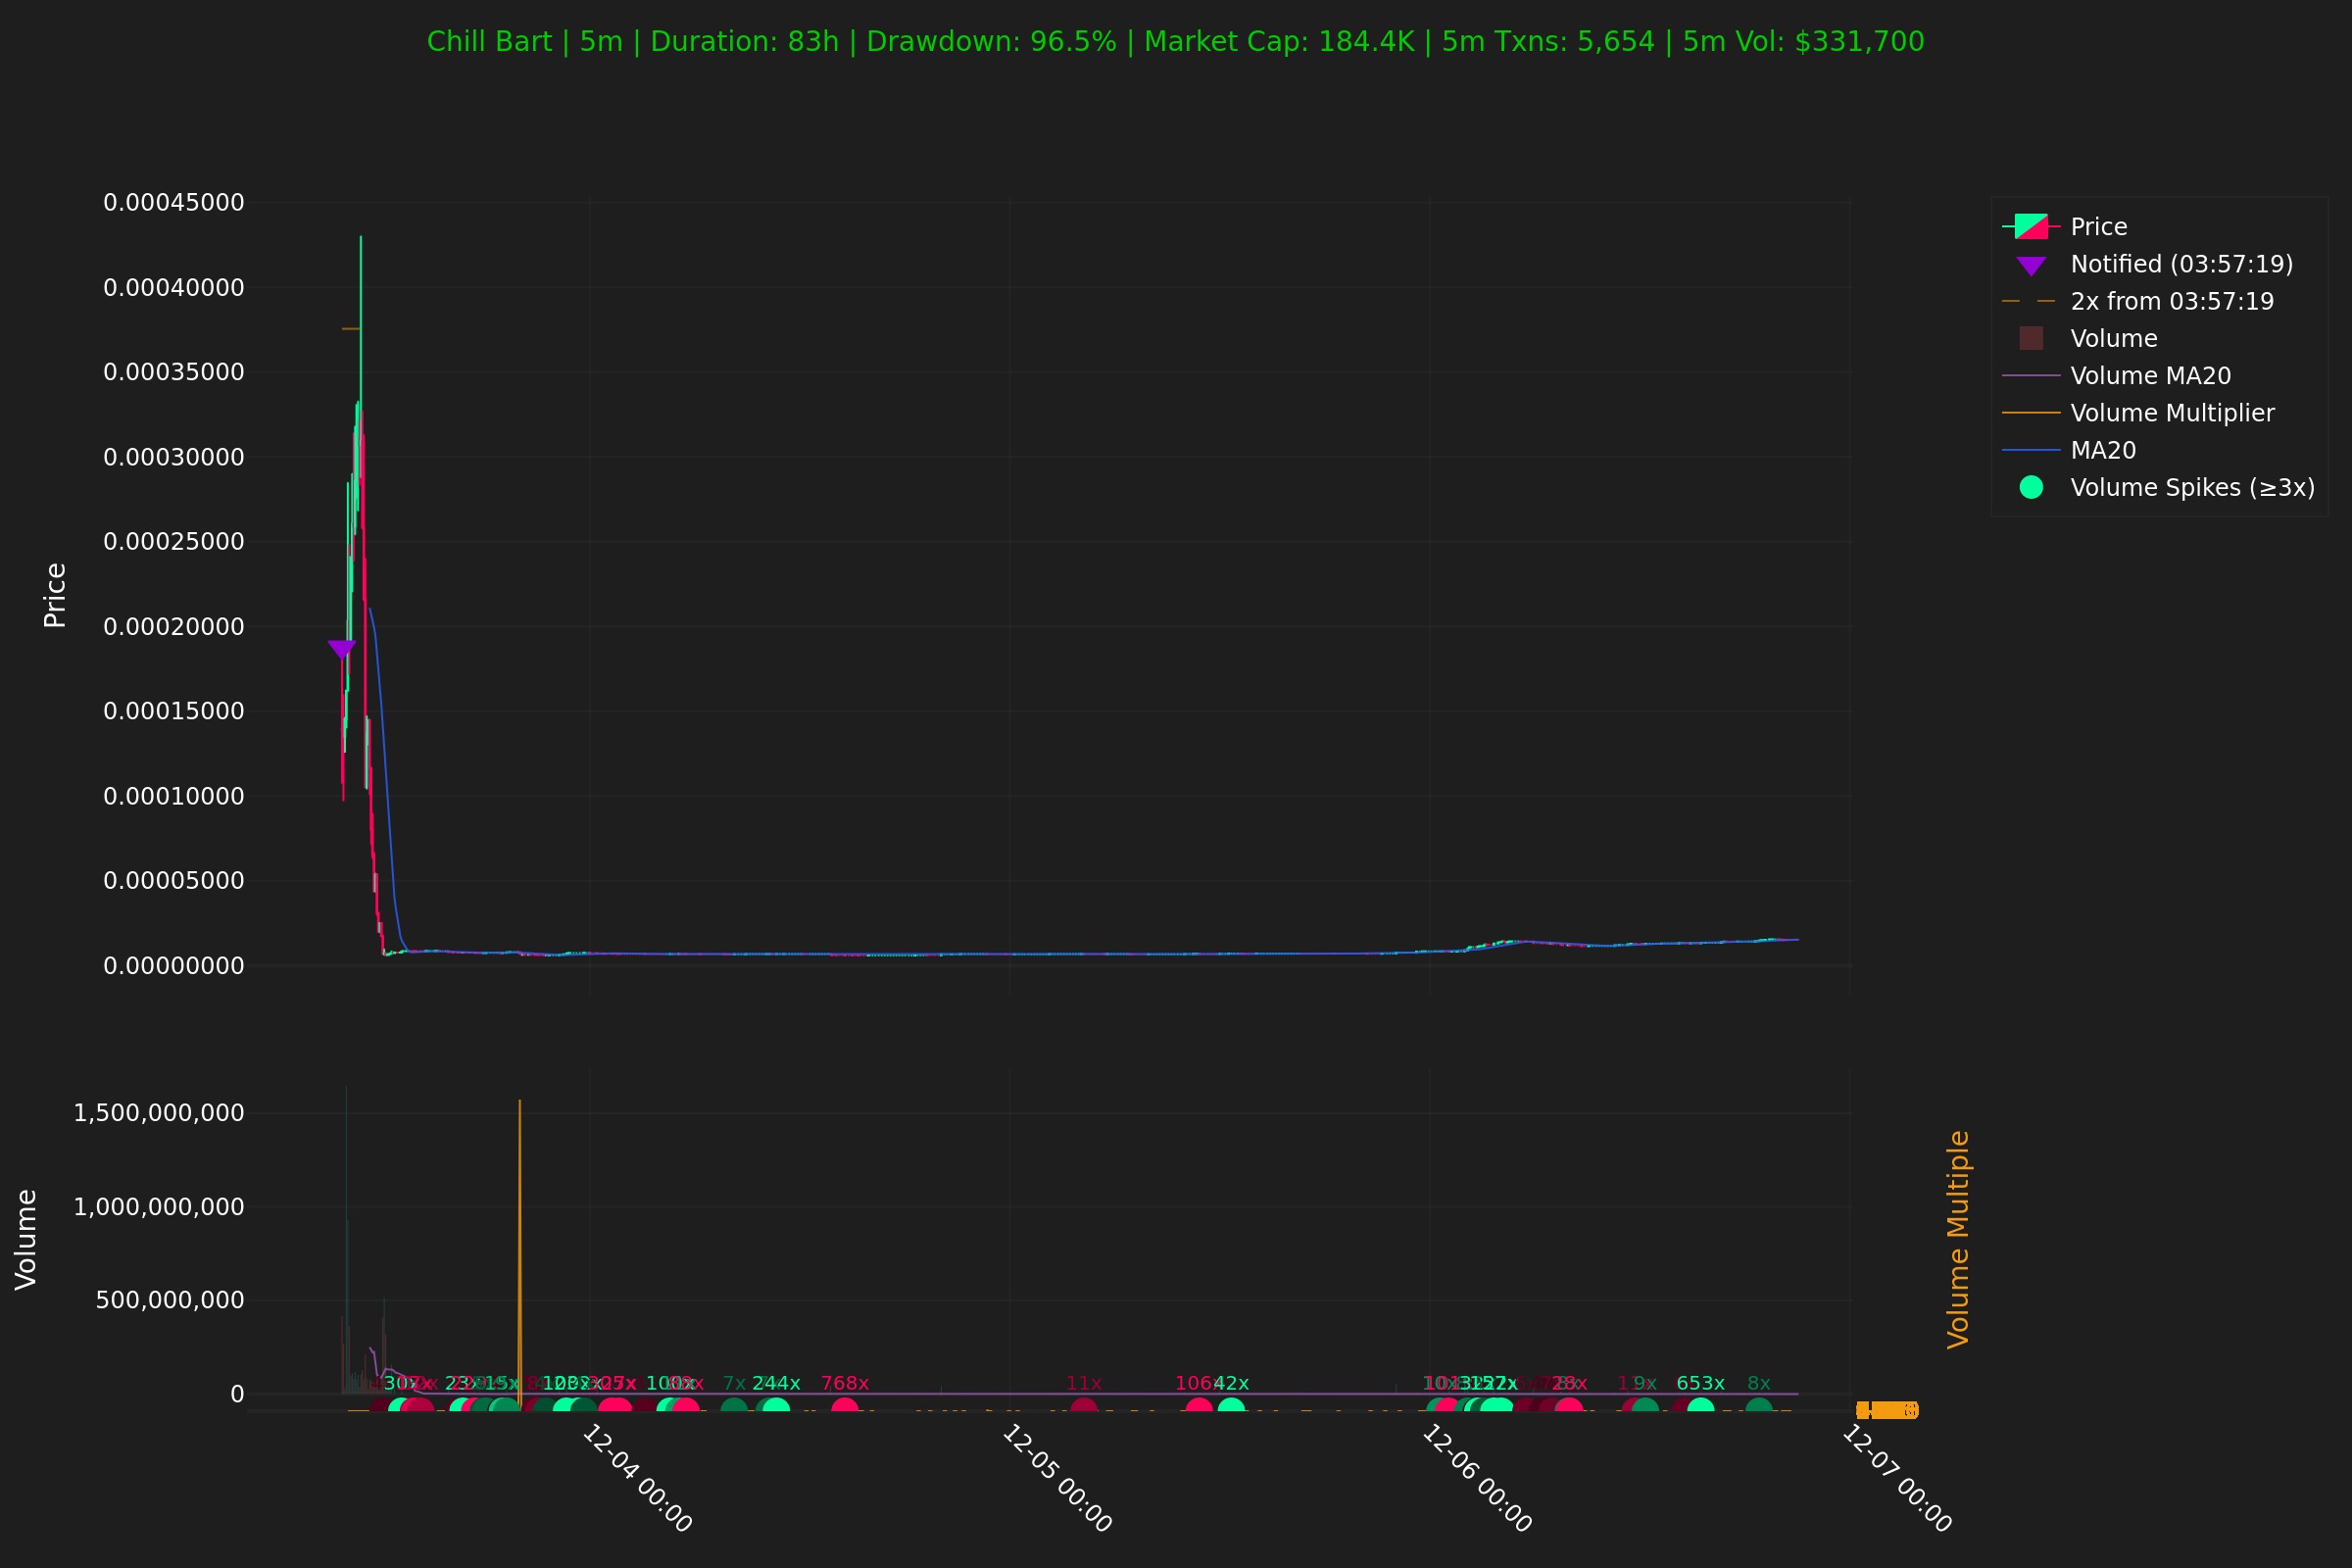 Chill Bart | 5m | Duration: 83h | Drawdown: 96.5% | Market Cap: 184.4K | 5m Txns: 5,654 | 5m Vol: $331,700
Price
0.00045000
0.00040000
0.00035000
0.00030000
0.00025000
0.00020000
0.00015000
0.00010000
0.00005000
0.00000000
Price
Notified (03:57:19)
2x from 03:57:19
Volume
Volume MA20
Volume Multiplier
MA20
Volume Spikes (≥3x)
Volume
1,500,000,000
1,000,000,000
500,000,000
0
Volume Multiple
30x 7x 244x 768x 11x 106x 42x 28x 9x 653x 8x
12-04 00:00
12-05 00:00
12-06 00:00
12-07 00:00